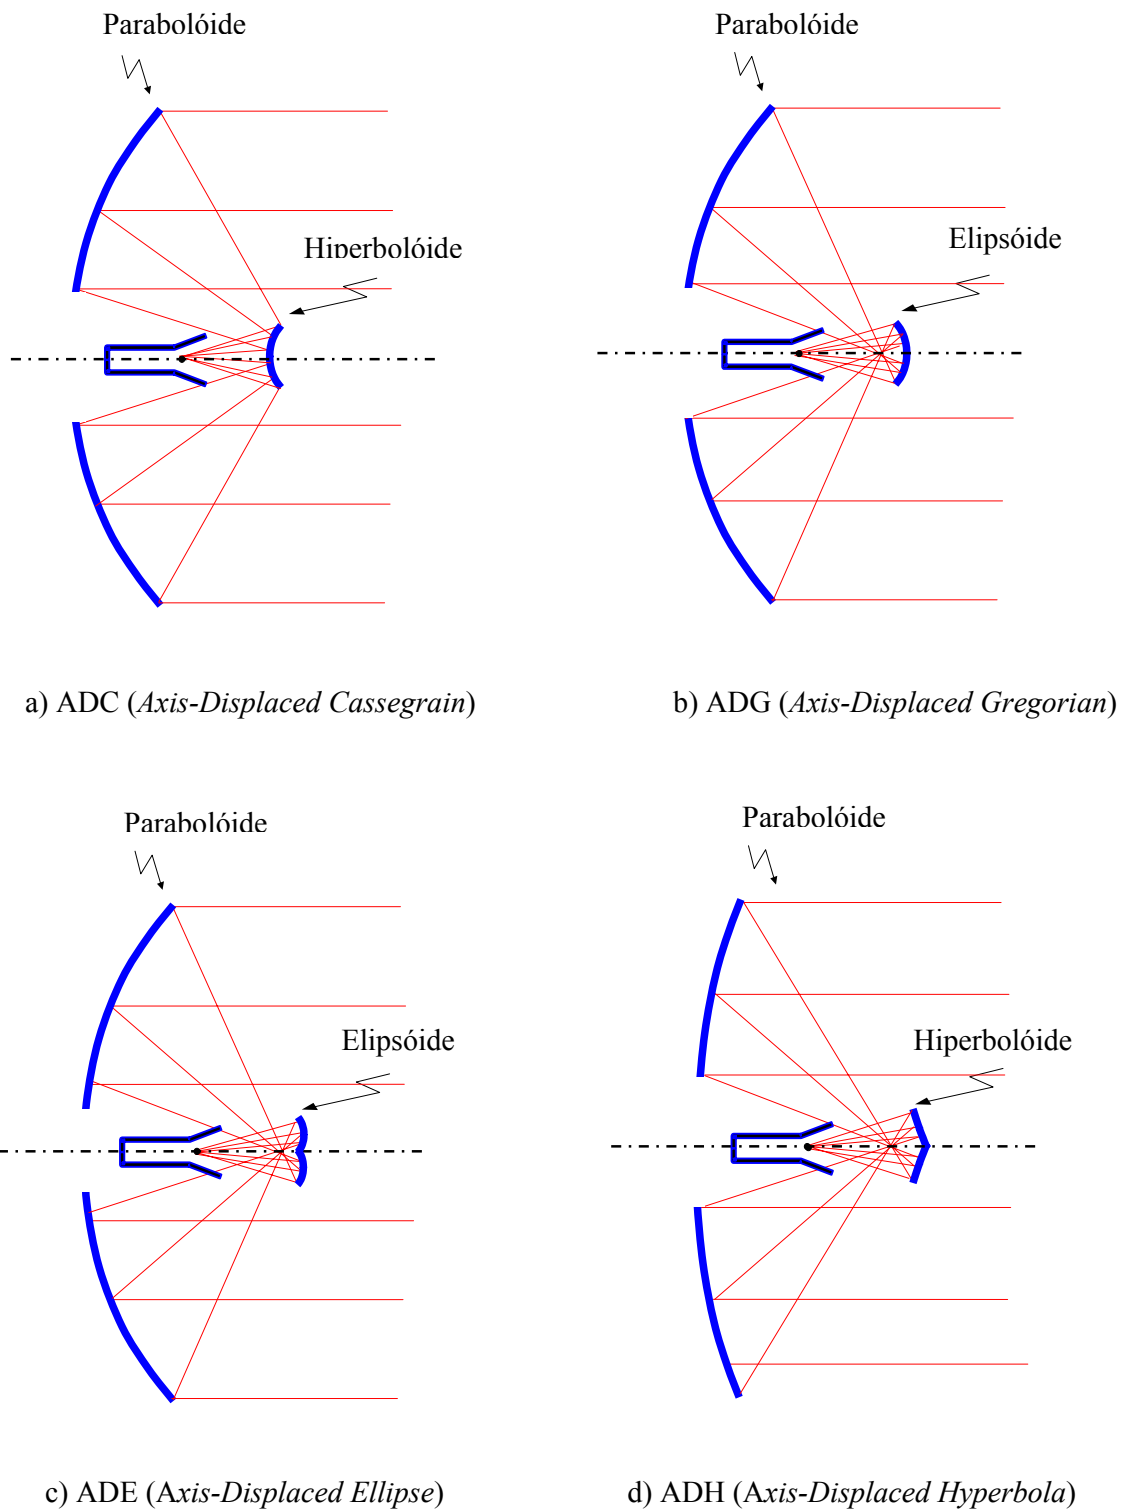 Parabolóide
Parabolóide
Hiperbolóide
Elipsóide
a) ADC (Axis-Displaced Cassegrain)
b) ADG (Axis-Displaced Gregorian)
Parabolóide
Parabolóide
Elipsóide
Hiperbolóide
c) ADE (Axis-Displaced Ellipse)
d) ADH (Axis-Displaced Hyperbola)